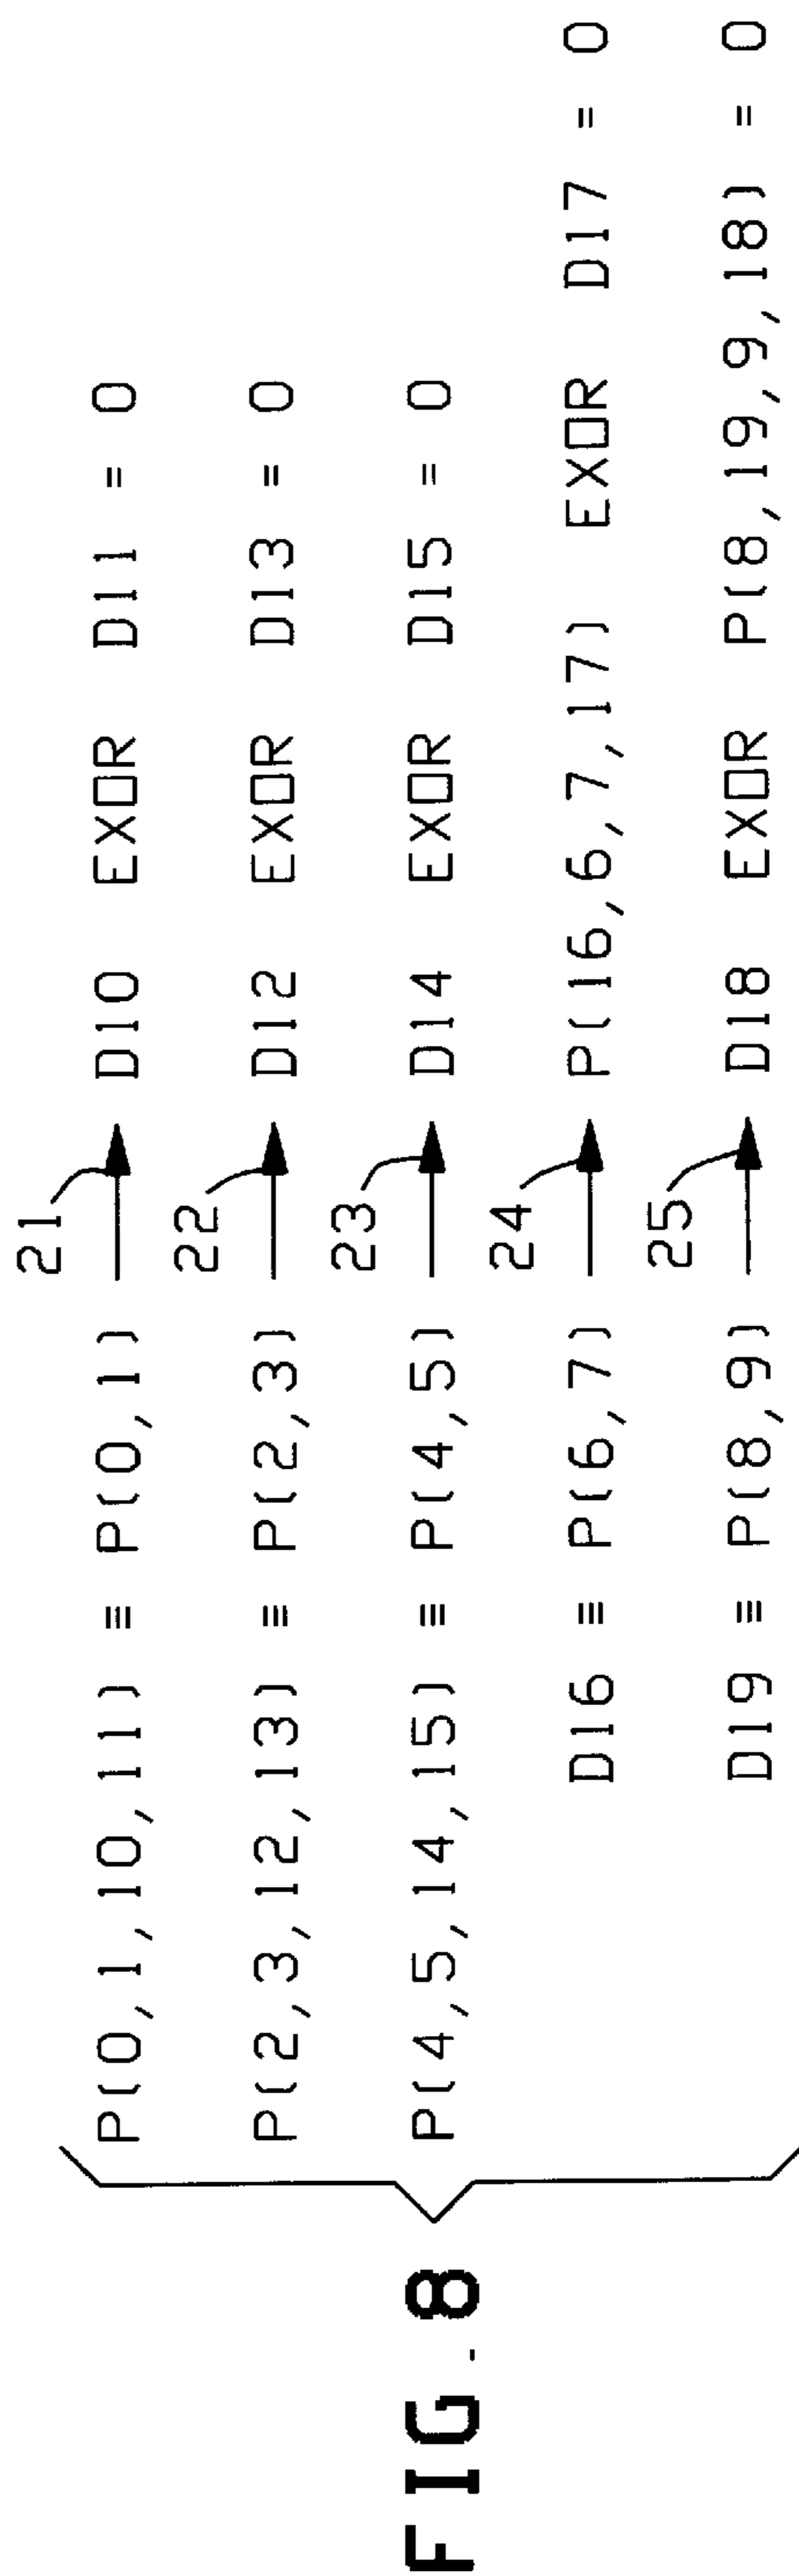 FIG. 8
P(0,1,10,11) ≡ P(0,1) 21 D10 EXOR D11 = 0
P(2,3,12,13) ≡ P(2,3) 22 D12 EXOR D13 = 0
P(4,5,14,15) ≡ P(4,5) 23 D14 EXOR D15 = 0
D16 ≡ P(6,7) 24 P(16,6,7,17) EXOR D17 = 0
D19 ≡ P(8,9) 25 D18 EXOR P(8,19,9,18) = 0